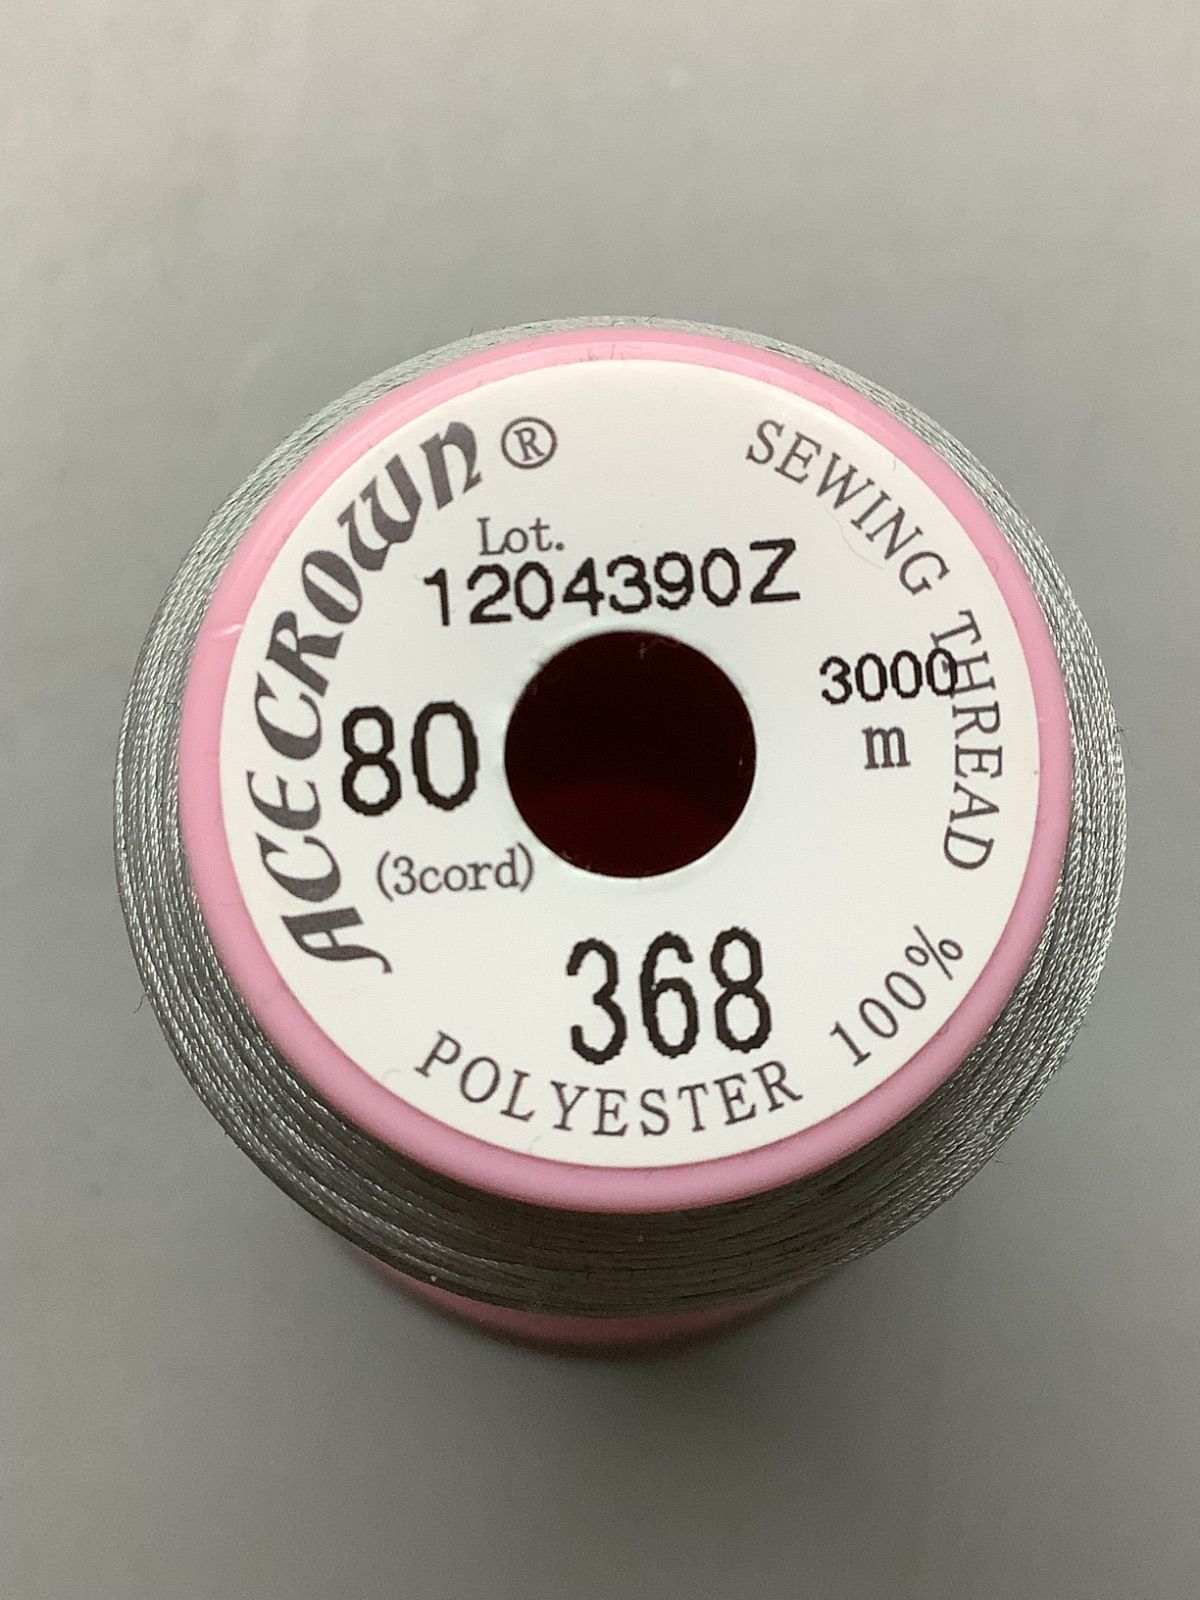 ACECROWN®
SEWING THREAD
Lot.
1204390Z
3000
m
80
(3cord)
368
POLYESTER 100%